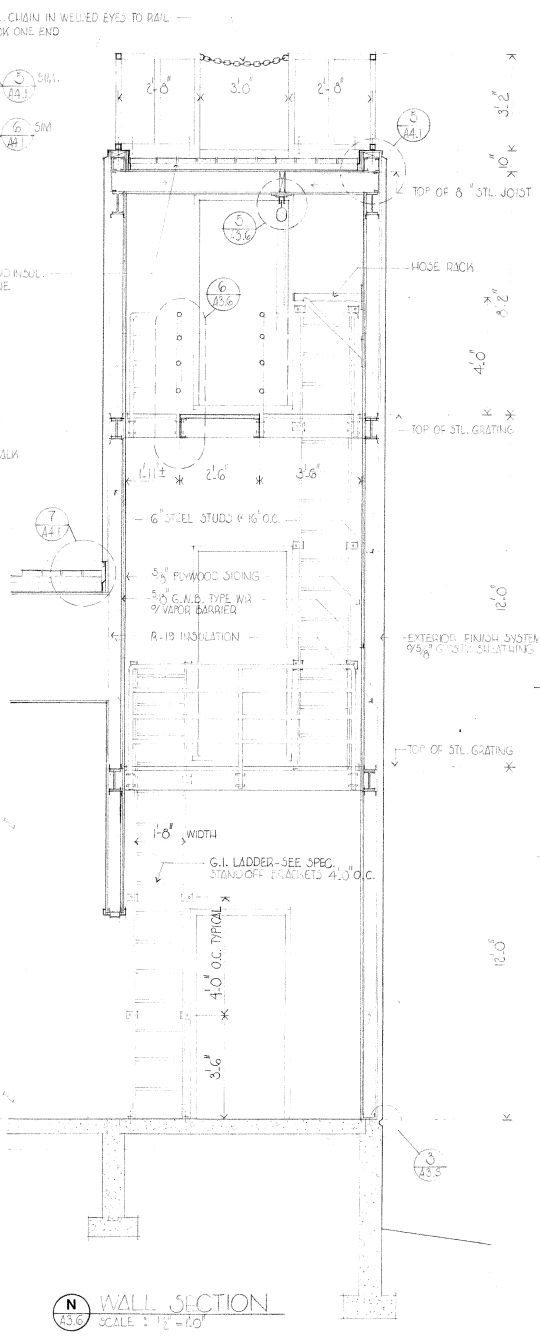 CHAIN IN WELDED EYES TO RAIL
OK ONE END
5 SIM.
A4.1
6 SIM
A4.1
2'-8" 3'-0" 2'-8"
3'-2"
5
A4.1
10"
TOP OF 8" STL. JOIST
5
A3.6
INSUL.
HOSE RACK
6
A3.6
8'-2"
4'-0"
TOP OF STL. GRATING
1'-11"± 2'-6" 3'-6"
7
A4.1
6" STEEL STUDS @ 16" O.C.
5/8" PLYWOOD SIDING
5/8" G.W.B. TYPE WR
O/ VAPOR BARRIER
R-19 INSULATION
12'-0"
EXTERIOR FINISH SYSTEM
SHEATHING
TOP OF STL. GRATING
1'-8" WIDTH
G.I. LADDER-SEE SPEC.
STANDOFF BRACKETS 4'-0" O.C.
4'-0" O.C. TYPICAL
12'-0"
3'-6"
3
A3.3
N WALL SECTION
A3.6 SCALE : 1/2" = 1'-0"